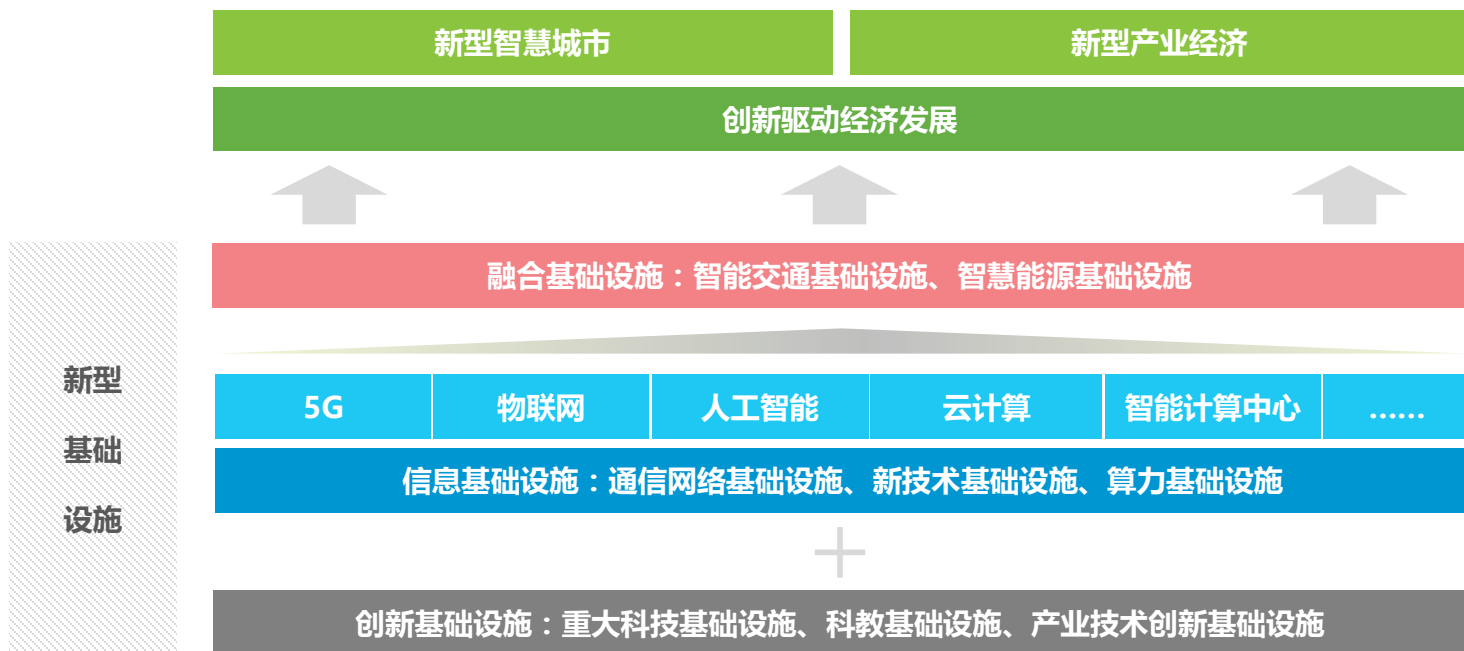 新型智慧城市
新型产业经济
创新驱动经济发展
融合基础设施：智能交通基础设施、智慧能源基础设施
新型
基础
设施
5G
物联网
人工智能
云计算
智能计算中心
……
信息基础设施：通信网络基础设施、新技术基础设施、算力基础设施
创新基础设施：重大科技基础设施、科教基础设施、产业技术创新基础设施